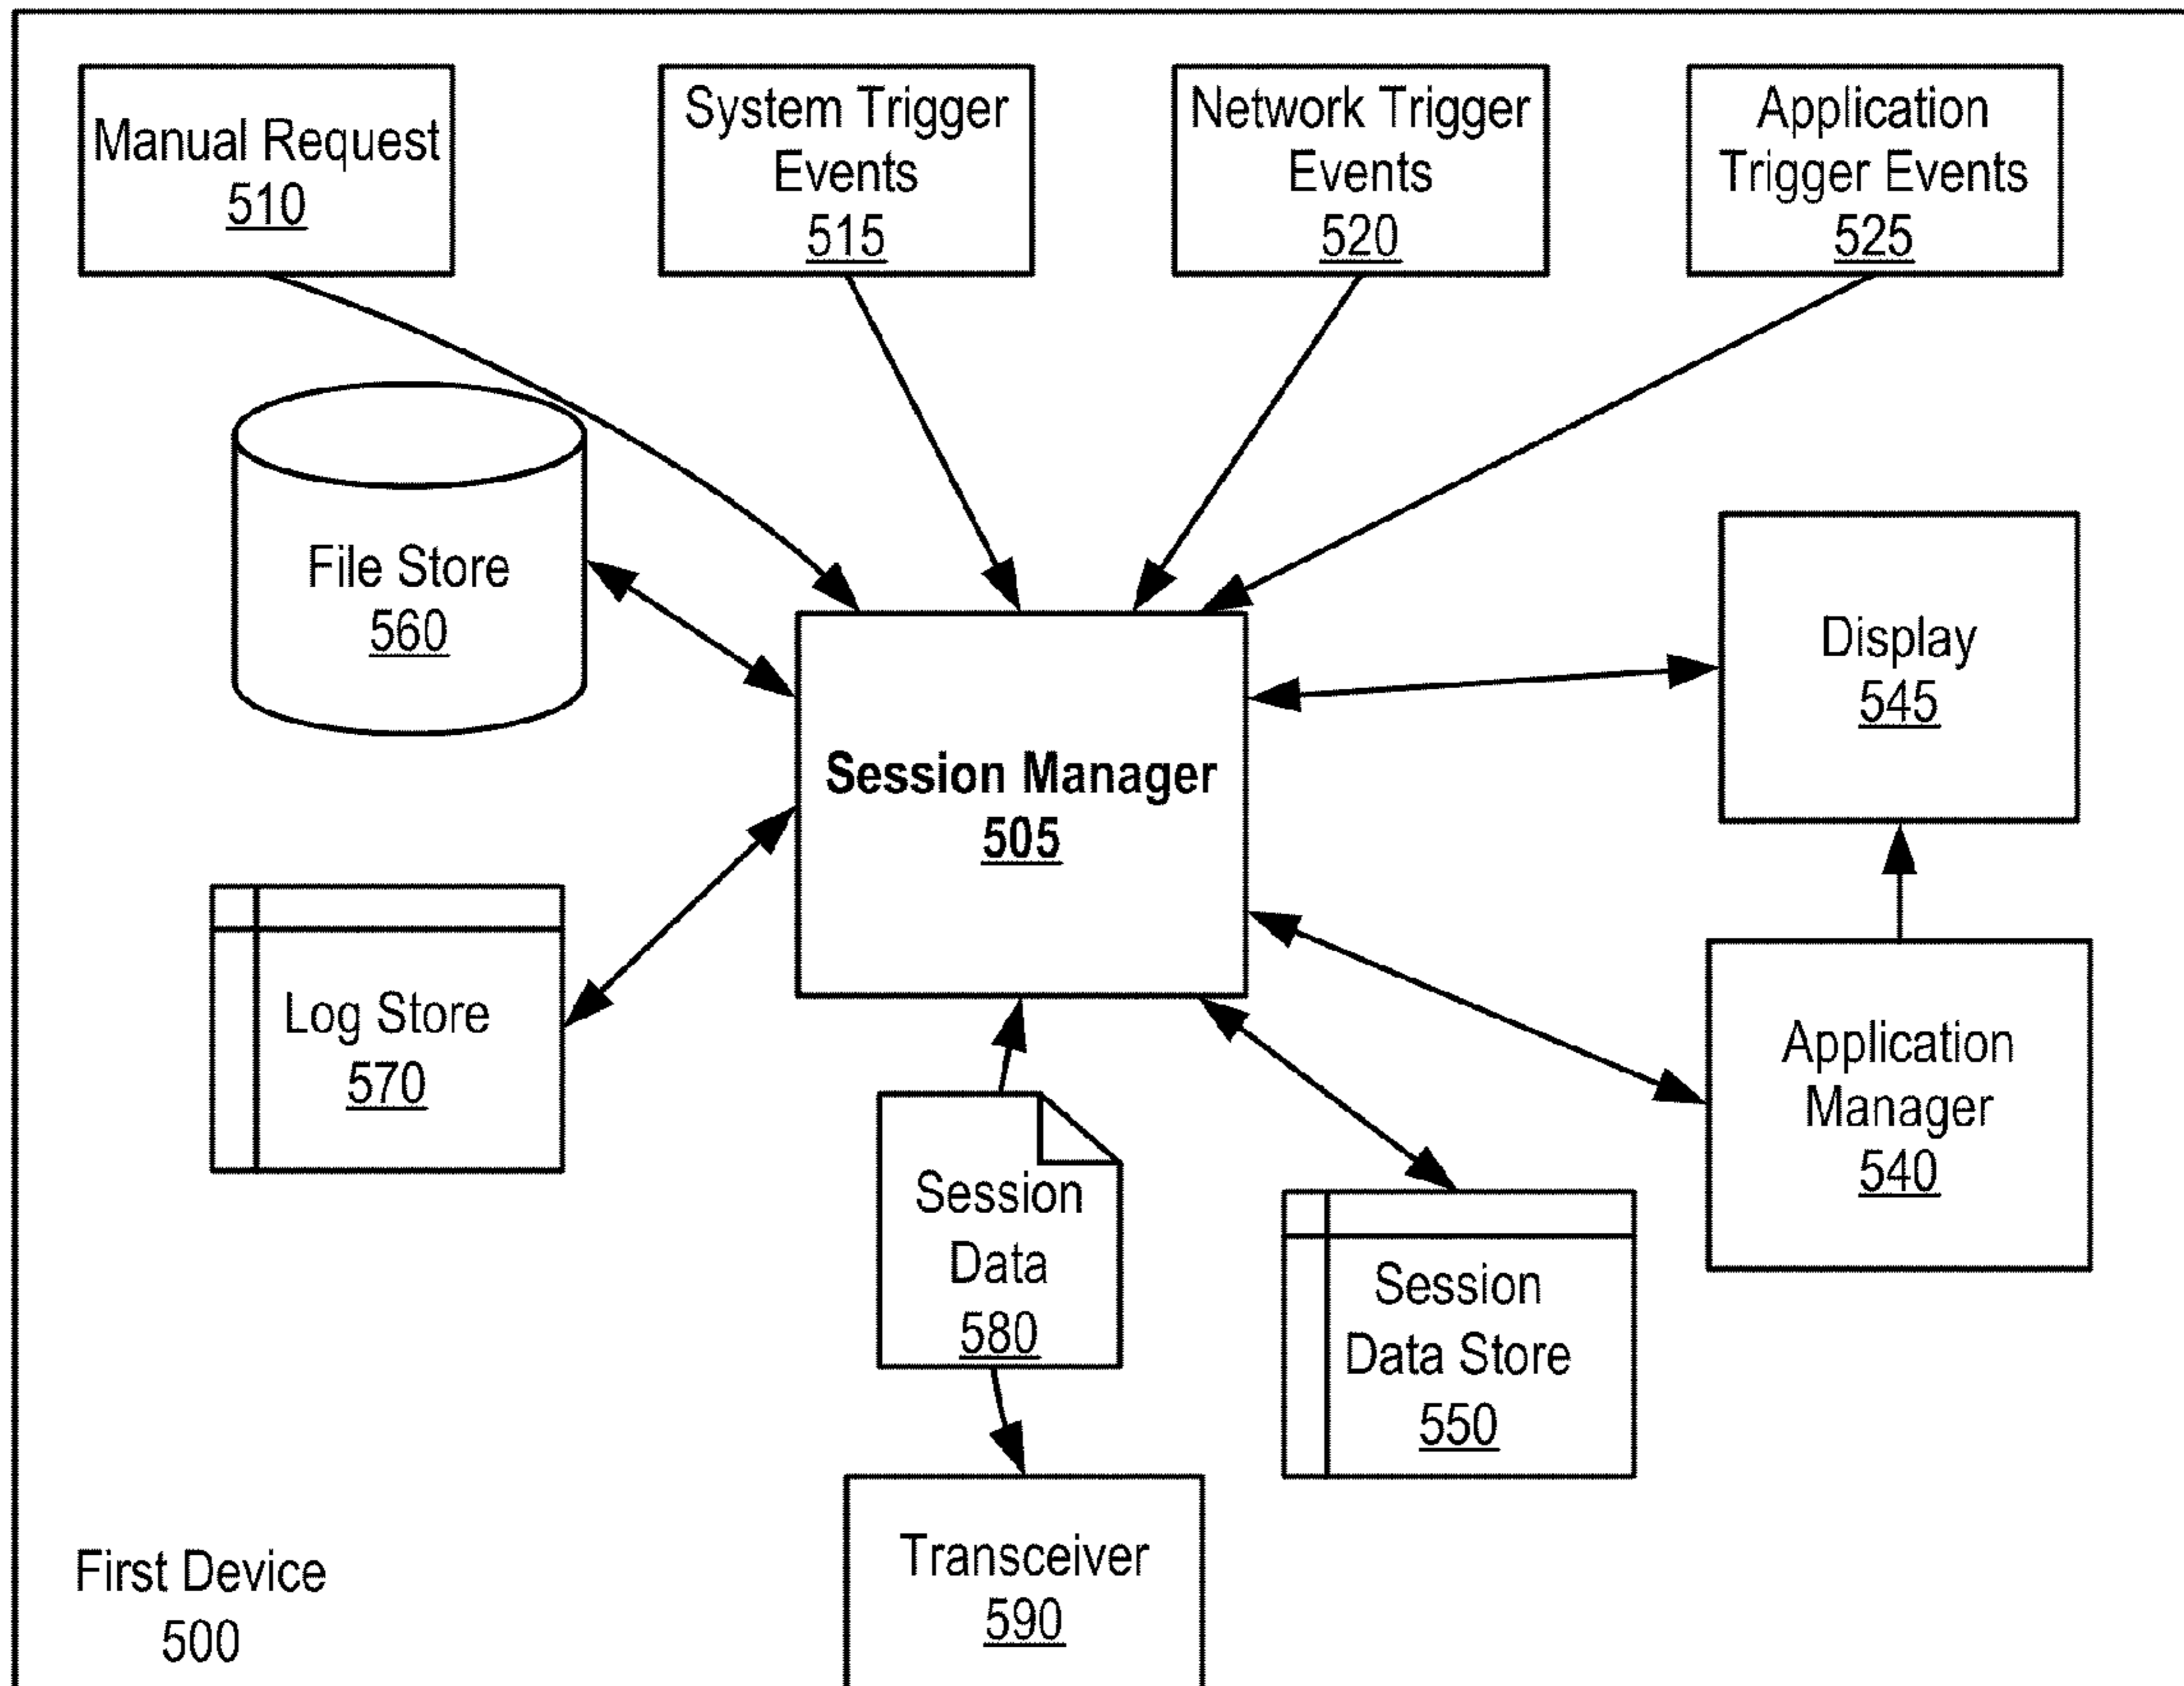 Manual Request
510
System Trigger
Events
515
Network Trigger
Events
520
Application
Trigger Events
525
File Store
560
Display
545
Session Manager
505
Log Store
570
Application
Manager
540
Session
Data
580
Session
Data Store
550
Transceiver
590
First Device
500